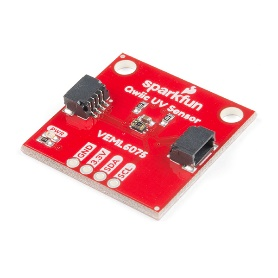 sparkfun
Qwiic UV Sensor
VEML6075
PWR
GND
3.3V
SDA
SCL